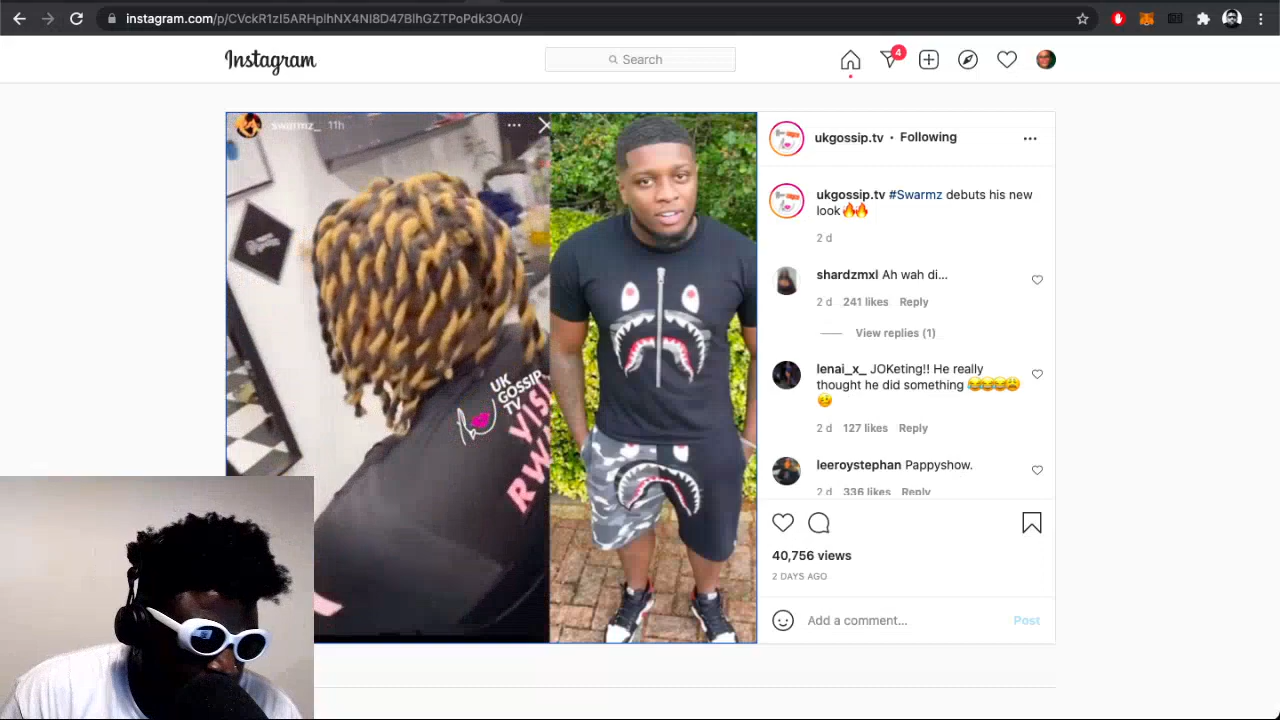 instagram.com/p/CVckR1zI5ARHplhNX4NI8D47BlhGZTPoPdk3OA0/
Instagram
Search
4
swarmz_ 11h
UK
GOSSIP
TV
ukgossip.tv • Following
ukgossip.tv #Swarmz debuts his new
look🔥🔥
2 d
shardzmxl Ah wah di...
2 d 241 likes Reply
View replies (1)
lenai_x_ JOKeting!! He really
thought he did something 😂😂😂😩
🥴
2 d 127 likes Reply
leeroystephan Pappyshow.
2 d 336 likes Reply
40,756 views
2 DAYS AGO
Add a comment...
Post